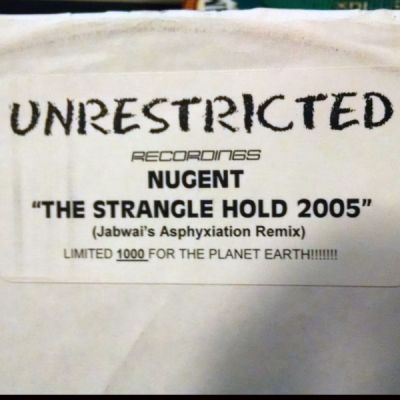 UNRESTRICTED
RECORDINGS
NUGENT
"THE STRANGLE HOLD 2005"
(Jabwai's Asphyxiation Remix)
LIMITED 1000 FOR THE PLANET EARTH!!!!!!!